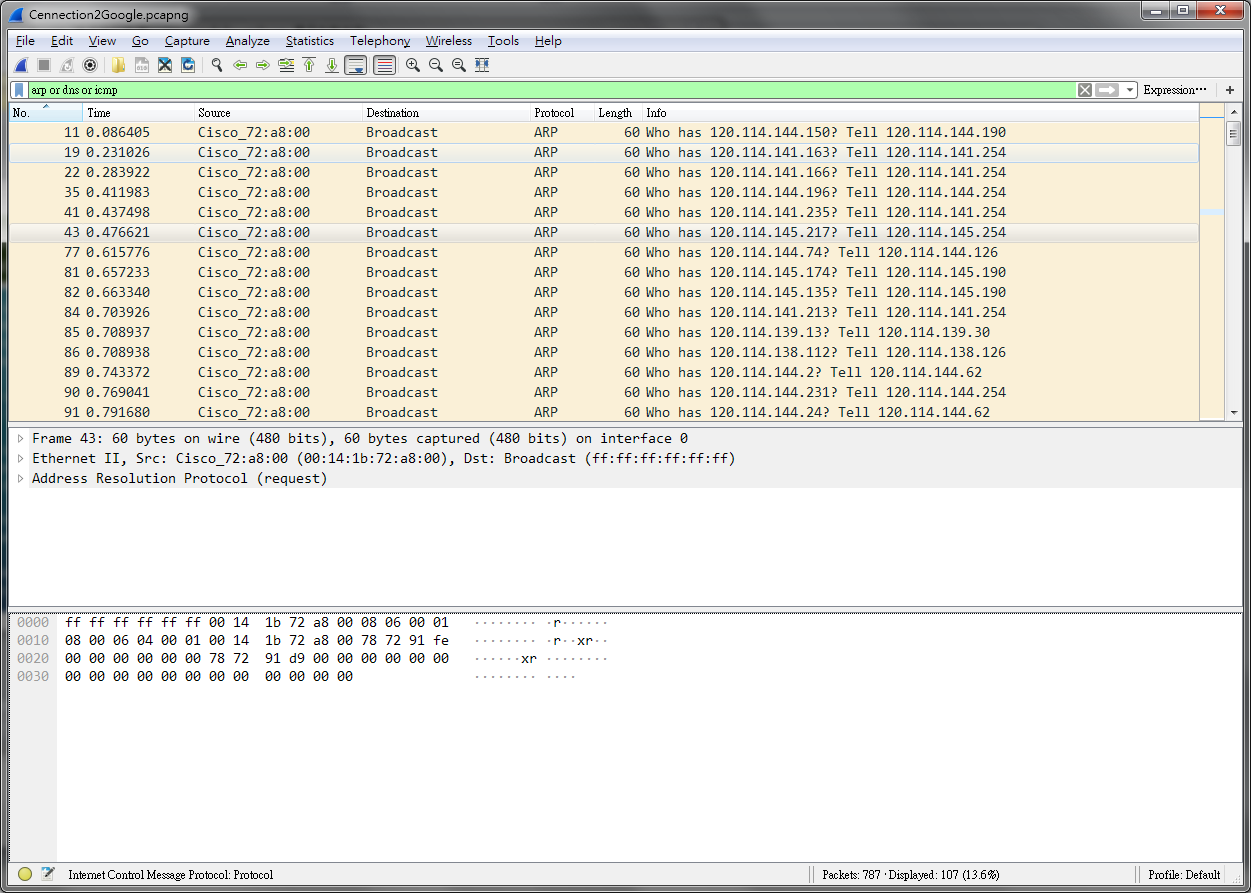 Cennection2Google.pcapng
File Edit View Go Capture Analyze Statistics Telephony Wireless Tools Help
arp or dns or icmp Expression…
No. Time Source Destination Protocol Length Info
11 0.086405 Cisco_72:a8:00 Broadcast ARP 60 Who has 120.114.144.150? Tell 120.114.144.190
19 0.231026 Cisco_72:a8:00 Broadcast ARP 60 Who has 120.114.141.163? Tell 120.114.141.254
22 0.283922 Cisco_72:a8:00 Broadcast ARP 60 Who has 120.114.141.166? Tell 120.114.141.254
35 0.411983 Cisco_72:a8:00 Broadcast ARP 60 Who has 120.114.144.196? Tell 120.114.144.254
41 0.437498 Cisco_72:a8:00 Broadcast ARP 60 Who has 120.114.141.235? Tell 120.114.141.254
43 0.476621 Cisco_72:a8:00 Broadcast ARP 60 Who has 120.114.145.217? Tell 120.114.145.254
77 0.615776 Cisco_72:a8:00 Broadcast ARP 60 Who has 120.114.144.74? Tell 120.114.144.126
81 0.657233 Cisco_72:a8:00 Broadcast ARP 60 Who has 120.114.145.174? Tell 120.114.145.190
82 0.663340 Cisco_72:a8:00 Broadcast ARP 60 Who has 120.114.145.135? Tell 120.114.145.190
84 0.703926 Cisco_72:a8:00 Broadcast ARP 60 Who has 120.114.141.213? Tell 120.114.141.254
85 0.708937 Cisco_72:a8:00 Broadcast ARP 60 Who has 120.114.139.13? Tell 120.114.139.30
86 0.708938 Cisco_72:a8:00 Broadcast ARP 60 Who has 120.114.138.112? Tell 120.114.138.126
89 0.743372 Cisco_72:a8:00 Broadcast ARP 60 Who has 120.114.144.2? Tell 120.114.144.62
90 0.769041 Cisco_72:a8:00 Broadcast ARP 60 Who has 120.114.144.231? Tell 120.114.144.254
91 0.791680 Cisco_72:a8:00 Broadcast ARP 60 Who has 120.114.144.24? Tell 120.114.144.62
Frame 43: 60 bytes on wire (480 bits), 60 bytes captured (480 bits) on interface 0
Ethernet II, Src: Cisco_72:a8:00 (00:14:1b:72:a8:00), Dst: Broadcast (ff:ff:ff:ff:ff:ff)
Address Resolution Protocol (request)
0000 ff ff ff ff ff ff 00 14 1b 72 a8 00 08 06 00 01 ········ ·r······
0010 08 00 06 04 00 01 00 14 1b 72 a8 00 78 72 91 fe ········ ·r··xr··
0020 00 00 00 00 00 00 78 72 91 d9 00 00 00 00 00 00 ······xr ········
0030 00 00 00 00 00 00 00 00 00 00 00 00 ········ ····
Internet Control Message Protocol: Protocol Packets: 787 · Displayed: 107 (13.6%) Profile: Default